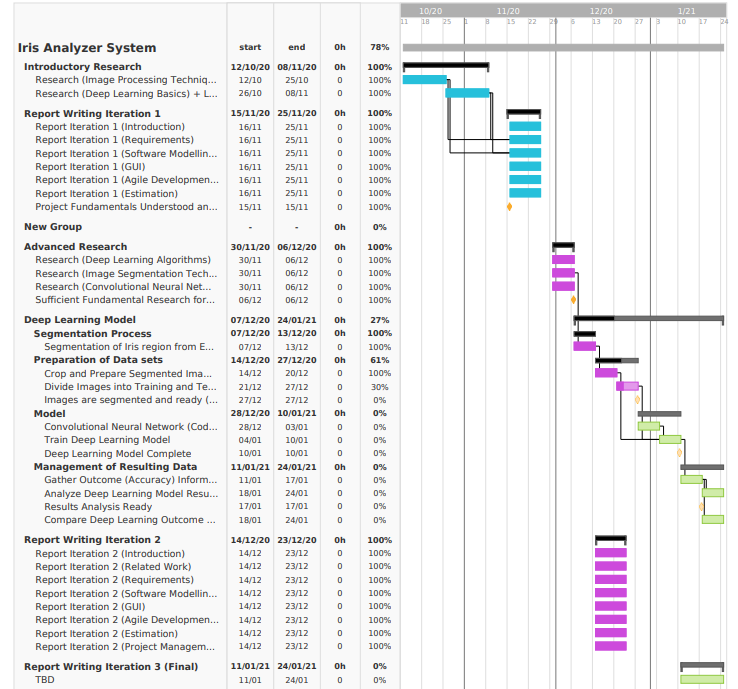 10/20 11/20 12/20 1/21
11 18 25 1 8 15 22 29 6 13 20 27 3 10 17 24
Iris Analyzer System start end 0h 78%
Introductory Research 12/10/20 08/11/20 0h 100%
Research (Image Processing Techniq... 12/10 25/10 0 100%
Research (Deep Learning Basics) + L... 26/10 08/11 0 100%
Report Writing Iteration 1 15/11/20 25/11/20 0h 100%
Report Iteration 1 (Introduction) 16/11 25/11 0 100%
Report Iteration 1 (Requirements) 16/11 25/11 0 100%
Report Iteration 1 (Software Modellin... 16/11 25/11 0 100%
Report Iteration 1 (GUI) 16/11 25/11 0 100%
Report Iteration 1 (Agile Developmen... 16/11 25/11 0 100%
Report Iteration 1 (Estimation) 16/11 25/11 0 100%
Project Fundamentals Understood an... 15/11 15/11 0 100%
New Group - - 0h 0%
Advanced Research 30/11/20 06/12/20 0h 100%
Research (Deep Learning Algorithms) 30/11 06/12 0 100%
Research (Image Segmentation Tech... 30/11 06/12 0 100%
Research (Convolutional Neural Net... 30/11 06/12 0 100%
Sufficient Fundamental Research for... 06/12 06/12 0 100%
Deep Learning Model 07/12/20 24/01/21 0h 27%
Segmentation Process 07/12/20 13/12/20 0h 100%
Segmentation of Iris region from E... 07/12 13/12 0 100%
Preparation of Data sets 14/12/20 27/12/20 0h 61%
Crop and Prepare Segmented Ima... 14/12 20/12 0 100%
Divide Images into Training and Te... 21/12 27/12 0 30%
Images are segmented and ready (... 27/12 27/12 0 0%
Model 28/12/20 10/01/21 0h 0%
Convolutional Neural Network (Cod... 28/12 03/01 0 0%
Train Deep Learning Model 04/01 10/01 0 0%
Deep Learning Model Complete 10/01 10/01 0 0%
Management of Resulting Data 11/01/21 24/01/21 0h 0%
Gather Outcome (Accuracy) Inform... 11/01 17/01 0 0%
Analyze Deep Learning Model Resu... 18/01 24/01 0 0%
Results Analysis Ready 17/01 17/01 0 0%
Compare Deep Learning Outcome ... 18/01 24/01 0 0%
Report Writing Iteration 2 14/12/20 23/12/20 0h 100%
Report Iteration 2 (Introduction) 14/12 23/12 0 100%
Report Iteration 2 (Related Work) 14/12 23/12 0 100%
Report Iteration 2 (Requirements) 14/12 23/12 0 100%
Report Iteration 2 (Software Modellin... 14/12 23/12 0 100%
Report Iteration 2 (GUI) 14/12 23/12 0 100%
Report Iteration 2 (Agile Developmen... 14/12 23/12 0 100%
Report Iteration 2 (Estimation) 14/12 23/12 0 100%
Report Iteration 2 (Project Managem... 14/12 23/12 0 100%
Report Writing Iteration 3 (Final) 11/01/21 24/01/21 0h 0%
TBD 11/01 24/01 0 0%